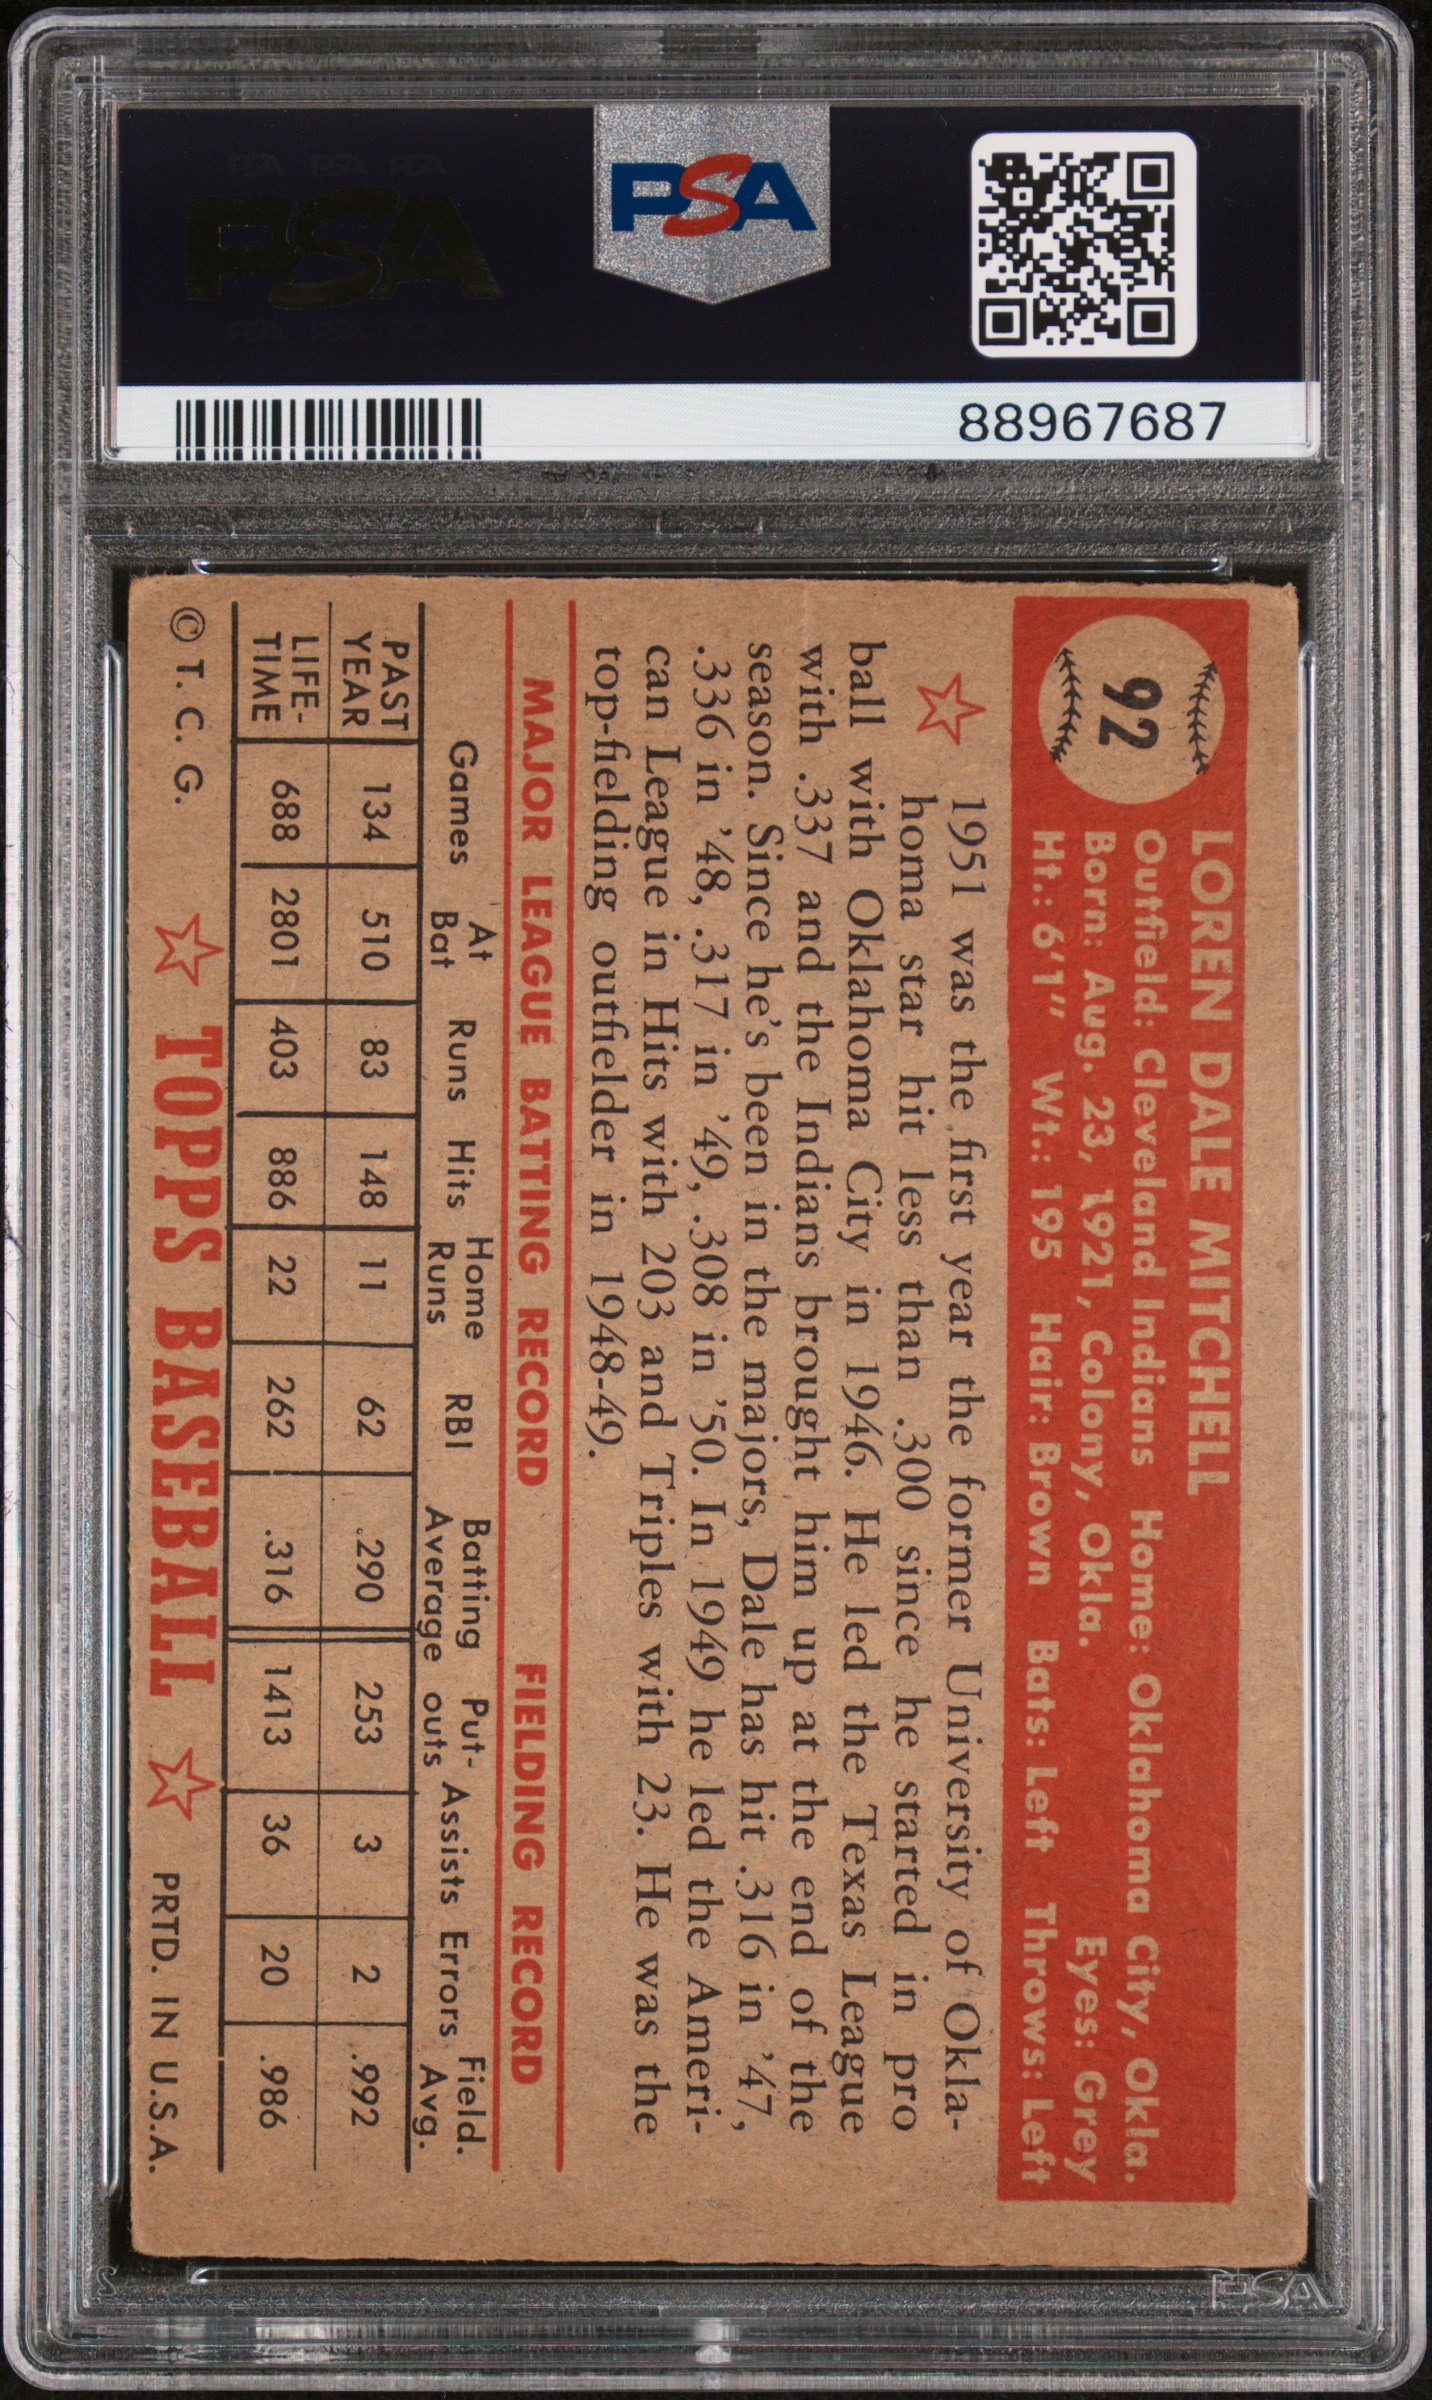 PSA
PSA
88967687
92
LOREN DALE MITCHELL
Outfield: Cleveland Indians Home: Oklahoma City, Okla.
Born: Aug. 23, 1921, Colony, Okla. Eyes: Grey
Ht.: 6'1" Wt.: 195 Hair: Brown Bats: Left Throws: Left
1951 was the first year the former University of Okla-
homa star hit less than .300 since he started in pro
ball with Oklahoma City in 1946. He led the Texas League
with .337 and the Indians brought him up at the end of the
season. Since he's been in the majors, Dale has hit .316 in '47,
.336 in '48, .317 in '49, .308 in '50. In 1949 he led the Ameri-
can League in Hits with 203 and Triples with 23. He was the
top-fielding outfielder in 1948-49.
MAJOR LEAGUE BATTING RECORD FIELDING RECORD
Games At Bat Runs Hits Home Runs RBI Batting Average Put-outs Assists Errors Field. Avg.
PAST YEAR 134 510 83 148 11 62 .290 253 3 2 .992
LIFE-TIME 688 2801 403 886 22 262 .316 1413 36 20 .986
© T. C. G. TOPPS BASEBALL PRTD. IN U.S.A.
PSA